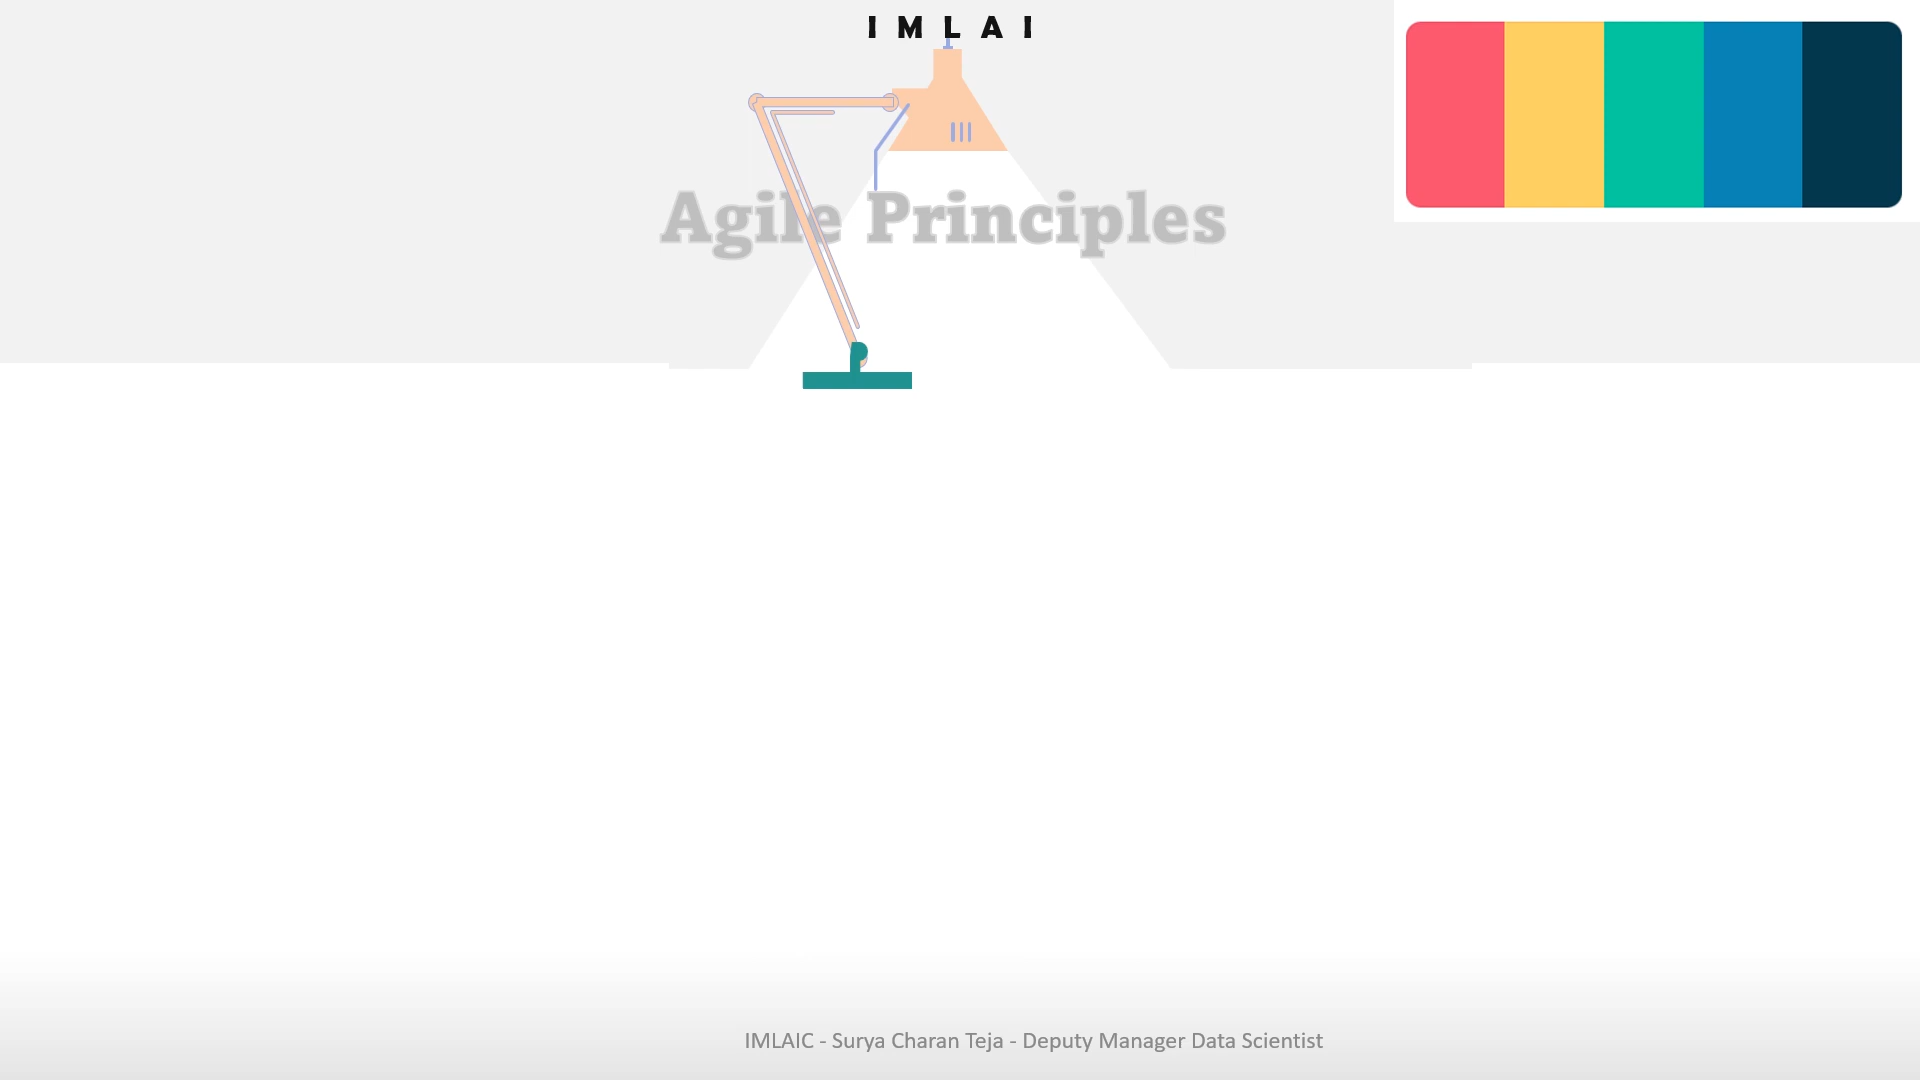 IMLAI
Agile Principles
IMLAIC - Surya Charan Teja - Deputy Manager Data Scientist